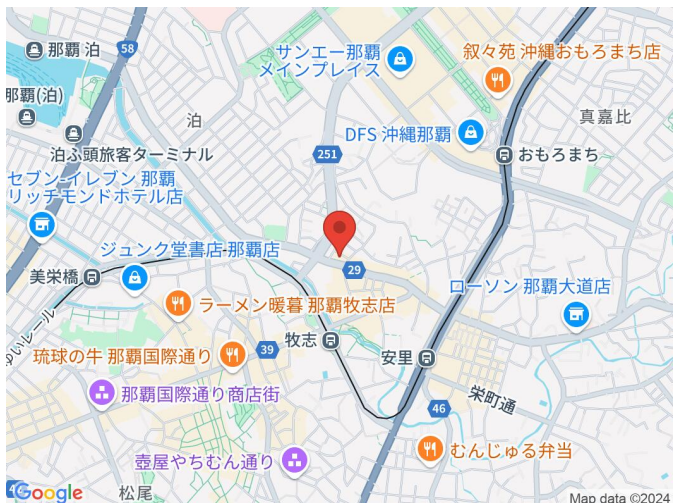 那覇 泊
58
サンエー那覇
メインプレイス
叙々苑 沖縄おもろまち店
那覇(泊)
泊
真嘉比
DFS 沖縄那覇
泊ふ頭旅客ターミナル
251
おもろまち
セブン-イレブン 那覇
リッチモンドホテル店
ジュンク堂書店-那覇店
美栄橋
29
ローソン 那覇大道店
ラーメン暖暮 那覇牧志店
ゆいレール
牧志
琉球の牛 那覇国際通り
39
安里
那覇国際通り商店街
46
栄町通
むんじゅる弁当
壺屋やちむん通り
松尾
Google
Map data ©2024